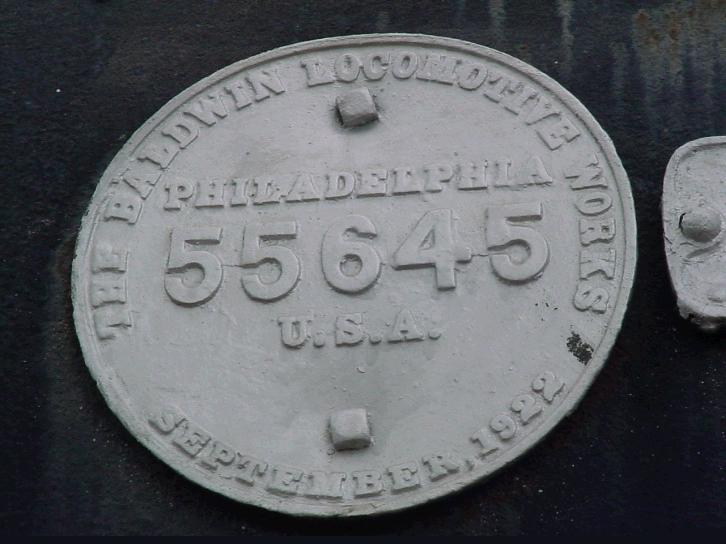 THE BALDWIN LOCOMOTIVE WORKS
PHILADELPHIA
55645
U.S.A.
SEPTEMBER, 1922